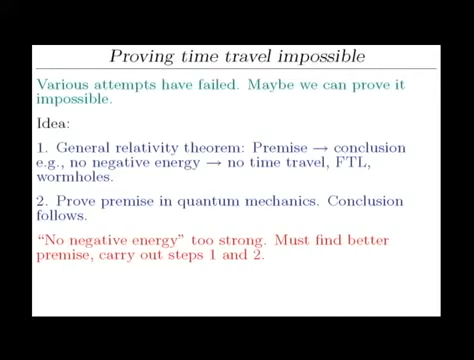 Proving time travel impossible
Various attempts have failed. Maybe we can prove it
impossible.
Idea:
1. General relativity theorem: Premise → conclusion
e.g., no negative energy → no time travel, FTL,
wormholes.
2. Prove premise in quantum mechanics. Conclusion
follows.
“No negative energy” too strong. Must find better
premise, carry out steps 1 and 2.